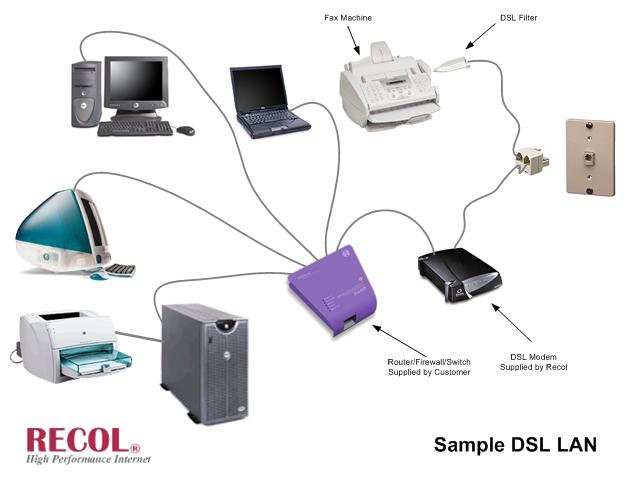 Fax Machine
DSL Filter
Router/Firewall/Switch
Supplied by Customer
DSL Modem
Supplied by Recol
RECOL®
High Performance Internet
Sample DSL LAN